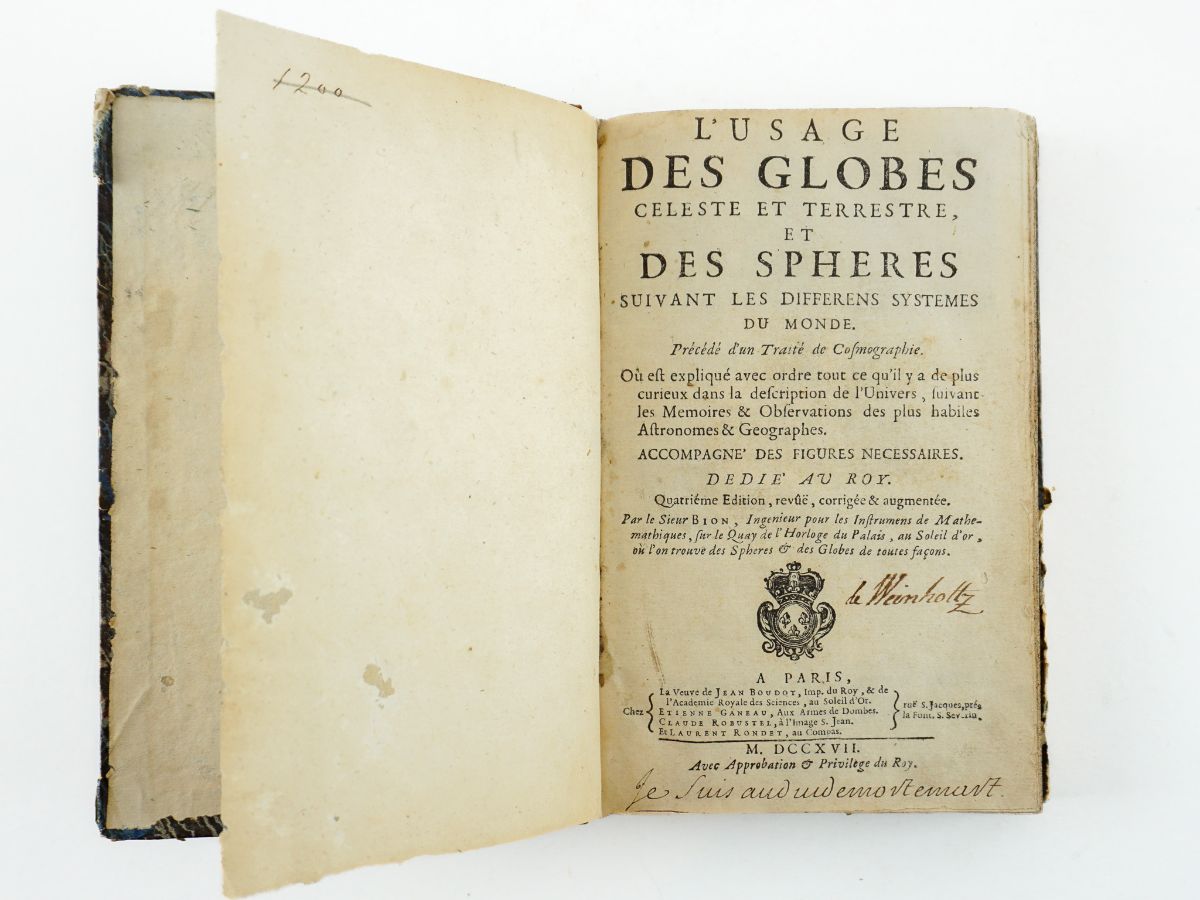 1200
L'USAGE
DES GLOBES
CELESTE ET TERRESTRE,
ET
DES SPHERES
SUIVANT LES DIFFERENS SYSTEMES
DU MONDE.
Précédé d'un Traité de Coſmographie.
Où eſt expliqué avec ordre tout ce qu'il y a de plus
curieux dans la deſcription de l'Univers, ſuivant
les Memoires & Obſervations des plus habiles
Aſtronomes & Geographes.
ACCOMPAGNE' DES FIGURES NECESSAIRES.
DEDIE' AU ROY.
Quatriéme Edition, revûë, corrigée & augmentée.
Par le Sieur BION, Ingenieur pour les Inſtrumens de Mathe-
mathiques, ſur le Quay de l'Horloge du Palais, au Soleil d'or,
où l'on trouve des Spheres & des Globes de toutes façons.
de Weinholtz
A PARIS,
Chez
La Veuve de JEAN BOUDOT, Imp. du Roy, & de
l'Academie Royale des Sciences, au Soleil d'Or.
ETIENNE GANEAU, Aux Armes de Dombes.
CLAUDE ROBUSTEL, à l'Image S. Jean.
Et LAURENT RONDET, au Compas.
ruë S. Jacques, prés
la Font. S. Severin.
M. DCCXVII.
Avec Approbation & Privilége du Roy.
Je suis au duc de mortemart